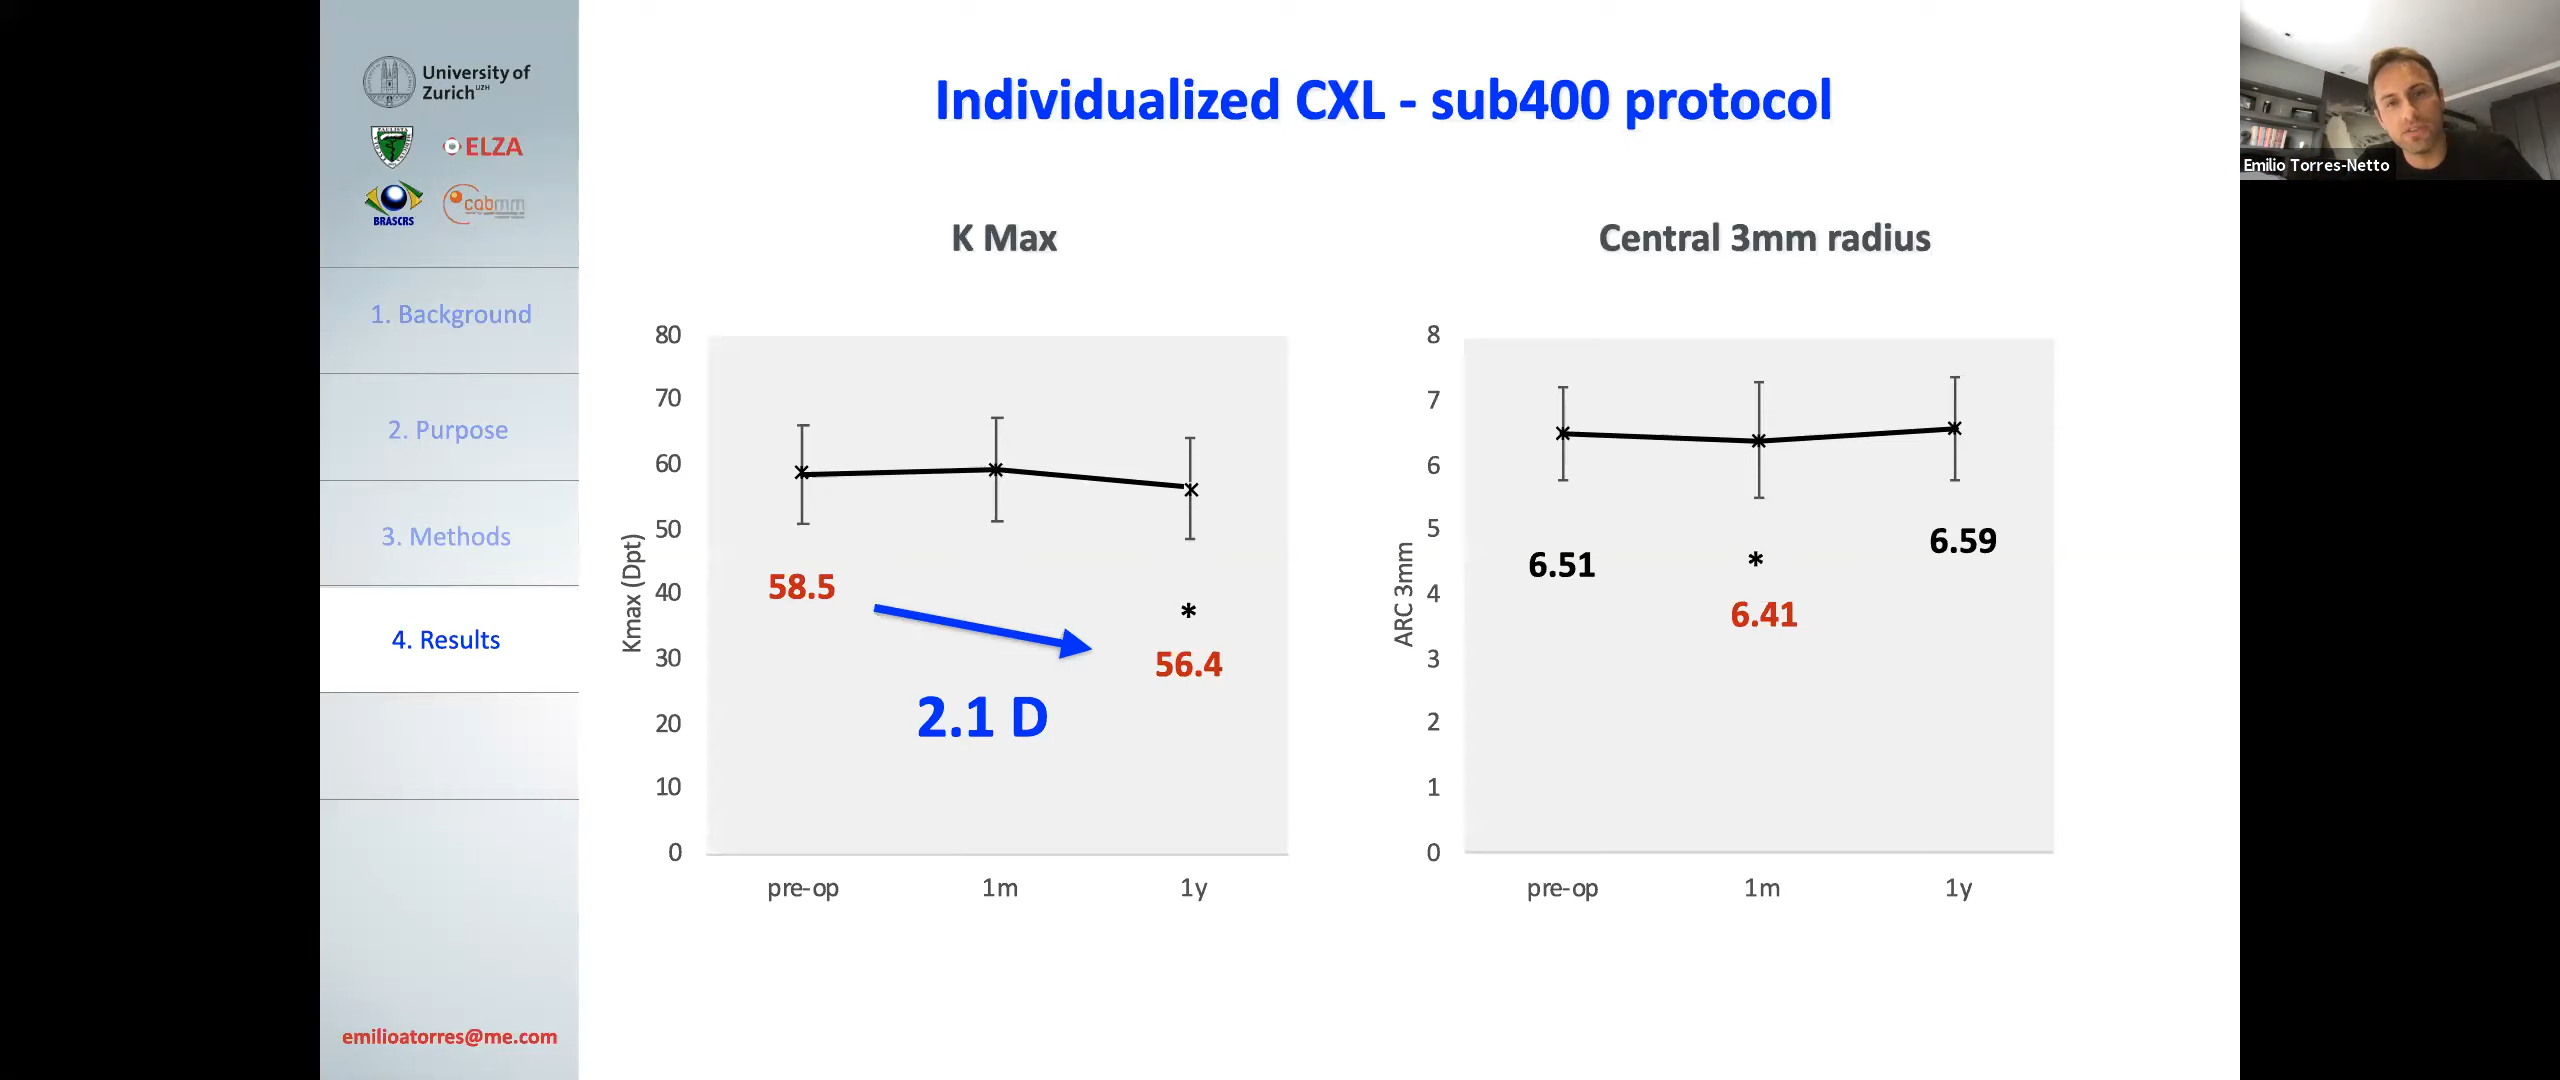 University of
Zurich UZH
ELZA
BRASCRS
cabmm
1. Background
2. Purpose
3. Methods
4. Results
emilioatorres@me.com
Individualized CXL - sub400 protocol
K Max
80
70
60
50
40
30
20
10
0
Kmax (Dpt)
58.5
2.1 D
*
56.4
pre-op
1m
1y
Central 3mm radius
8
7
6
5
4
3
2
1
0
ARC 3mm
6.51
*
6.41
6.59
pre-op
1m
1y
Emilio Torres-Netto